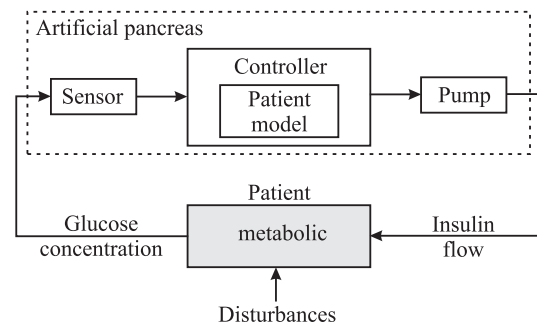 Artificial pancreas
Controller
Sensor
Patient
model
Pump
Patient
Glucose
concentration
metabolic
Insulin
flow
Disturbances